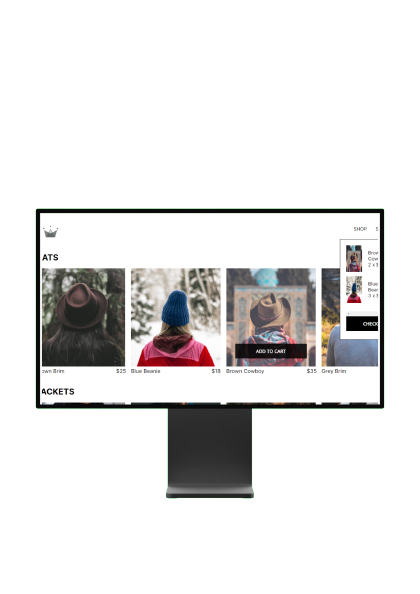 SHOP
ATS
Brow
Cow
2 x $
Blue
Bean
3 x $
CHECK
ADD TO CART
own Brim $25
Blue Beanie $18
Brown Cowboy $35
Grey Brim
ACKETS